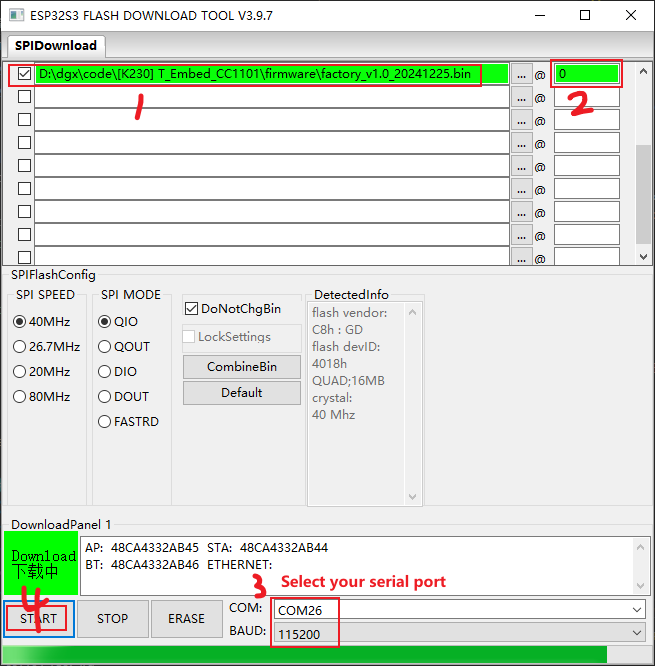 ESP32S3 FLASH DOWNLOAD TOOL V3.9.7
SPIDownload
D:\dgx\code\[K230] T_Embed_CC1101\firmware\factory_v1.0_20241225.bin ... @ 0
1
2
... @
... @
... @
... @
... @
... @
... @
... @
SPIFlashConfig
SPI SPEED
40MHz
26.7MHz
20MHz
80MHz
SPI MODE
QIO
QOUT
DIO
DOUT
FASTRD
DoNotChgBin
LockSettings
CombineBin
Default
DetectedInfo
flash vendor:
C8h : GD
flash devID:
4018h
QUAD;16MB
crystal:
40 Mhz
DownloadPanel 1
Download
下载中
AP: 48CA4332AB45 STA: 48CA4332AB44
BT: 48CA4332AB46 ETHERNET:
3 Select your serial port
4
START
STOP
ERASE
COM: COM26
BAUD: 115200